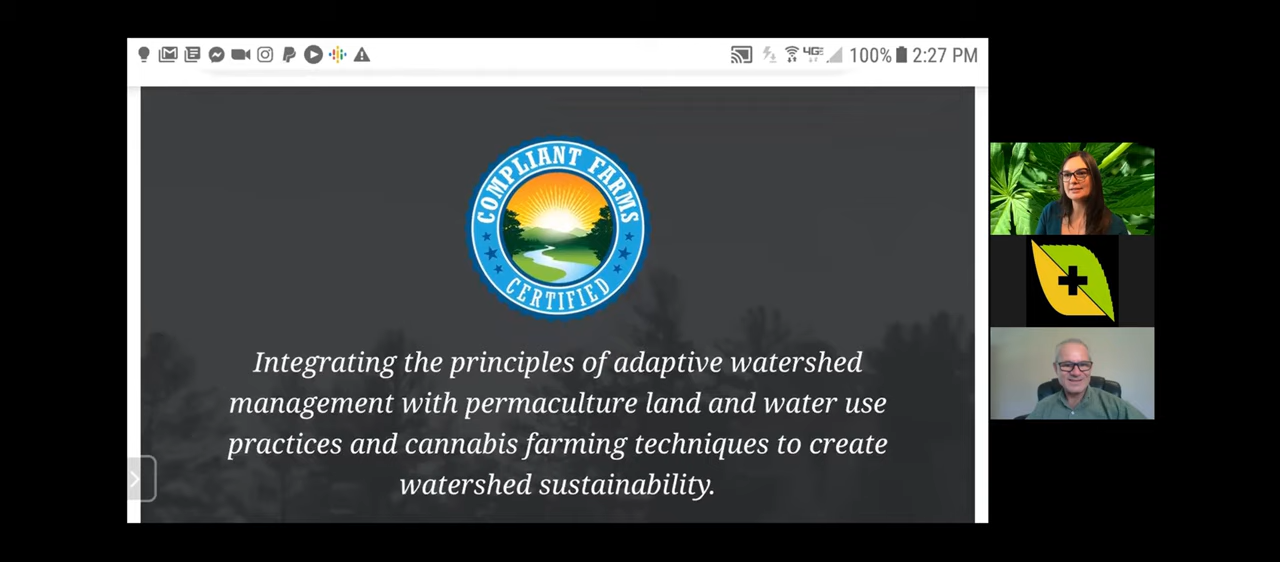 4GE 100% 2:27 PM
COMPLIANT FARMS
CERTIFIED
Integrating the principles of adaptive watershed
management with permaculture land and water use
practices and cannabis farming techniques to create
watershed sustainability.